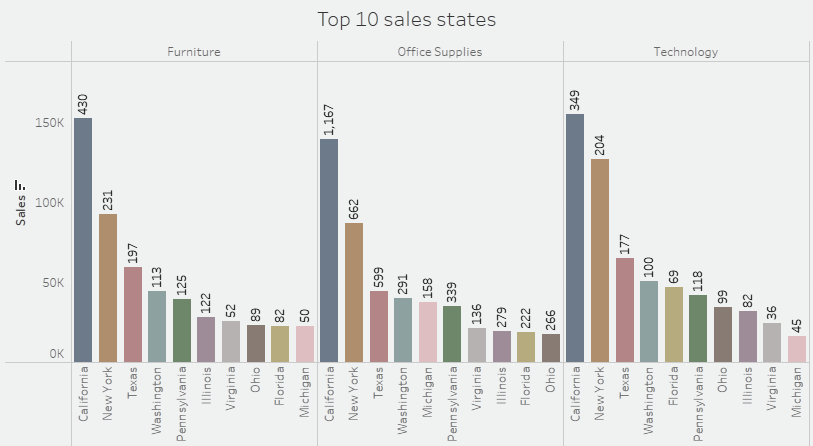 Top 10 sales states
Furniture Office Supplies Technology
Sales
150K
100K
50K
0K
430 231 197 113 125 122 52 89 82 50
1,167 662 599 291 158 339 136 279 222 266
349 204 177 100 69 118 99 82 36 45
California New York Texas Washington Pennsylvania Illinois Virginia Ohio Florida Michigan
California New York Texas Washington Michigan Pennsylvania Virginia Illinois Florida Ohio
California New York Texas Washington Florida Pennsylvania Ohio Illinois Virginia Michigan